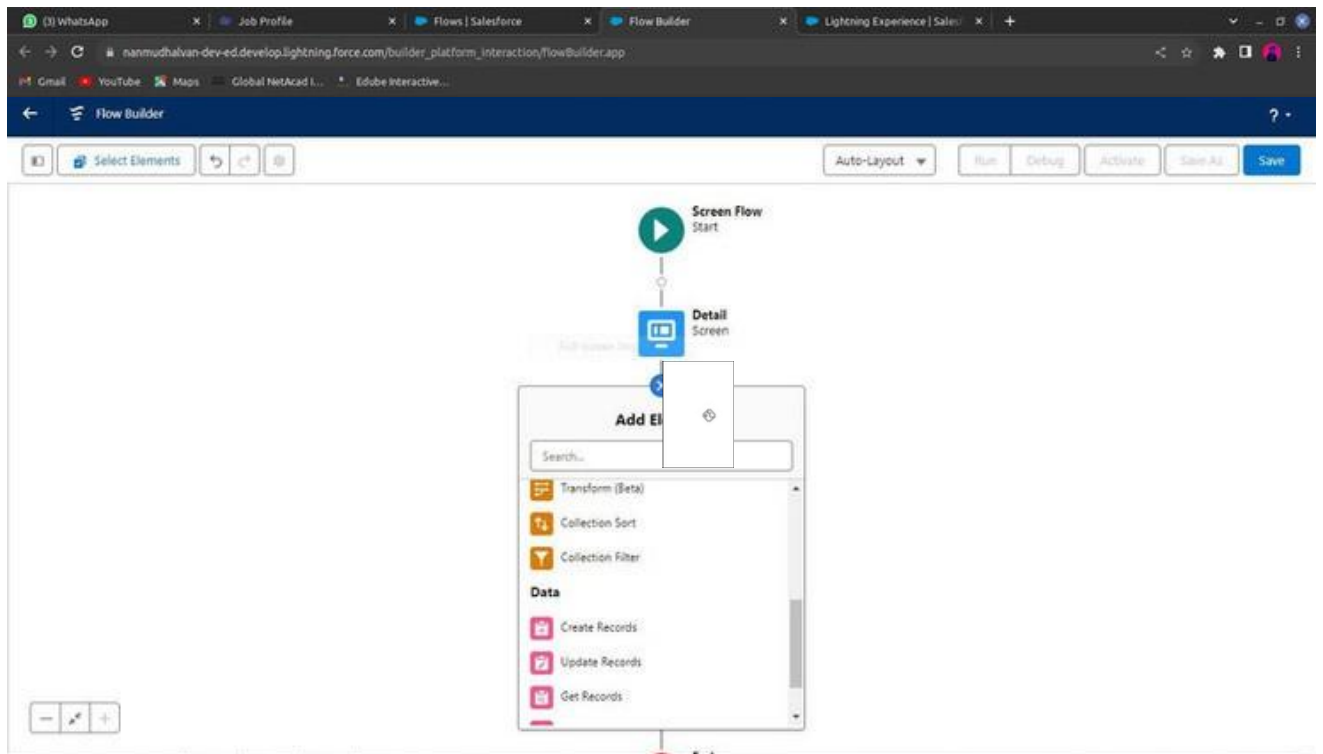 (3) WhatsApp
Job Profile
Flows | Salesforce
Flow Builder
Lightning Experience | Sales
nanmudhalvan-dev-ed.develop.lightning.force.com/builder_platform_interaction/flowBuilder.app
Gmail
YouTube
Maps
Global NetAcad I...
Edube Interactive...
Flow Builder
?
Select Elements
Auto-Layout
Run
Debug
Activate
Save As
Save
Screen Flow
Start
Detail
Screen
Add El
Search...
Transform (Beta)
Collection Sort
Collection Filter
Data
Create Records
Update Records
Get Records